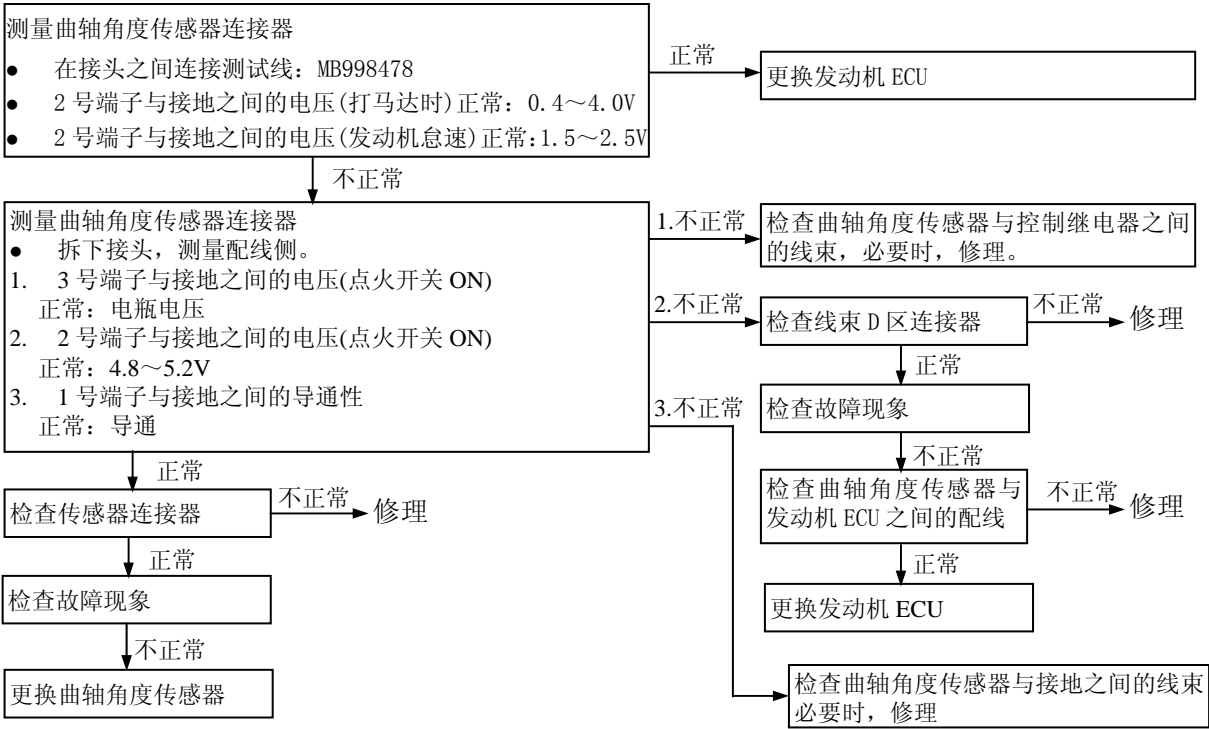 测量曲轴角度传感器连接器
● 在接头之间连接测试线：MB998478
● 2 号端子与接地之间的电压(打马达时)正常：0.4～4.0V
● 2 号端子与接地之间的电压(发动机怠速)正常:1.5～2.5V
正常
更换发动机 ECU
不正常
测量曲轴角度传感器连接器
● 拆下接头，测量配线侧。
1. 3 号端子与接地之间的电压(点火开关 ON)
正常：电瓶电压
2. 2 号端子与接地之间的电压(点火开关 ON)
正常：4.8～5.2V
3. 1 号端子与接地之间的导通性
正常：导通
1.不正常
检查曲轴角度传感器与控制继电器之间
的线束，必要时，修理。
2.不正常
检查线束 D 区连接器
不正常
修理
正常
检查故障现象
不正常
检查曲轴角度传感器与
发动机 ECU 之间的配线
不正常
修理
正常
更换发动机 ECU
3.不正常
检查曲轴角度传感器与接地之间的线束
必要时，修理
正常
检查传感器连接器
不正常
修理
正常
检查故障现象
不正常
更换曲轴角度传感器